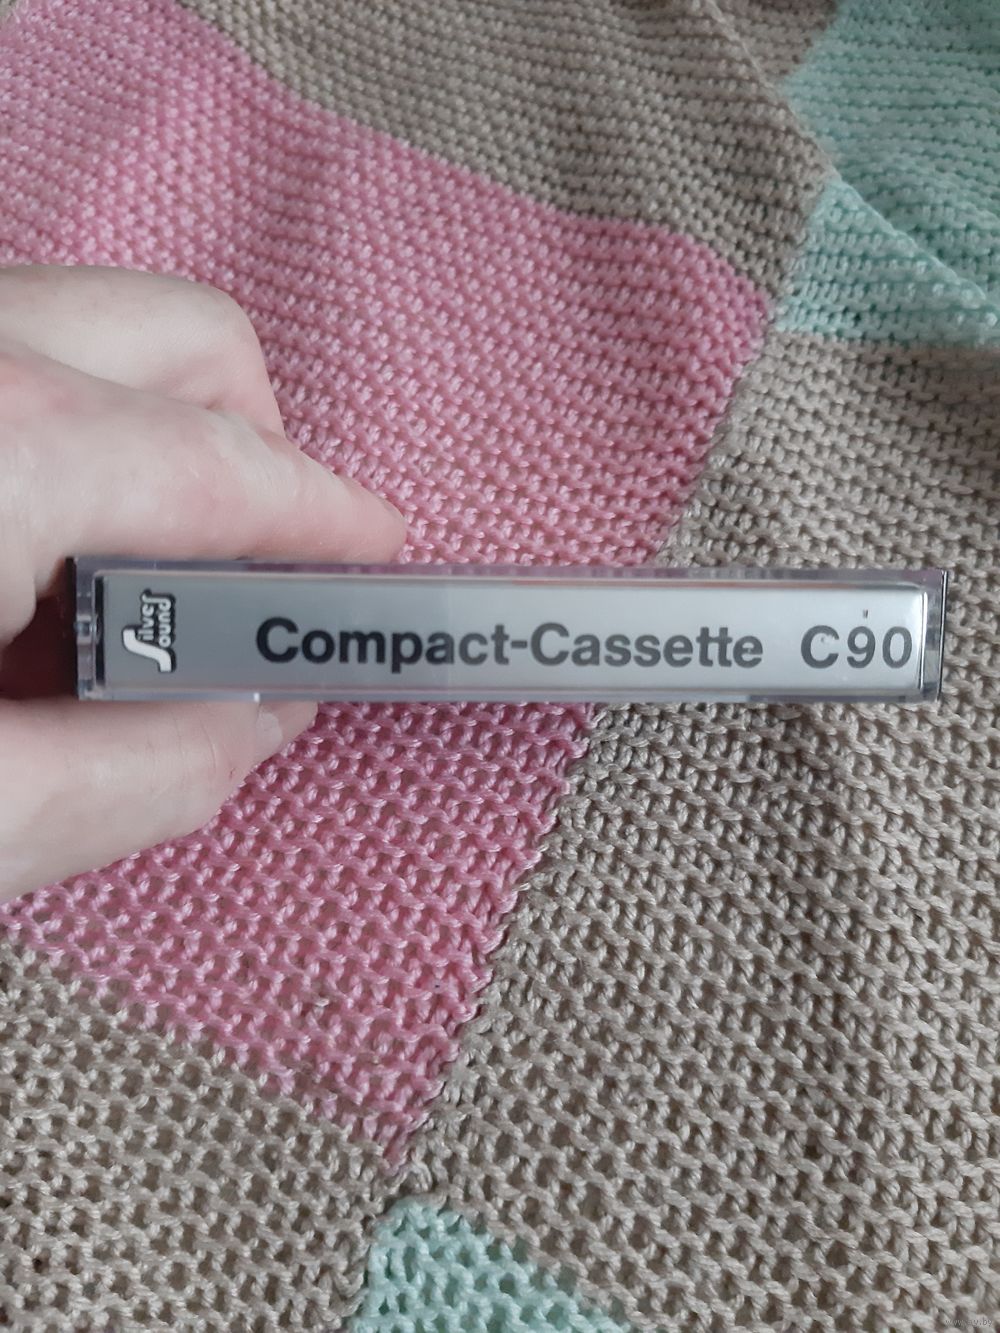 Silver
Sound
Compact-Cassette C90